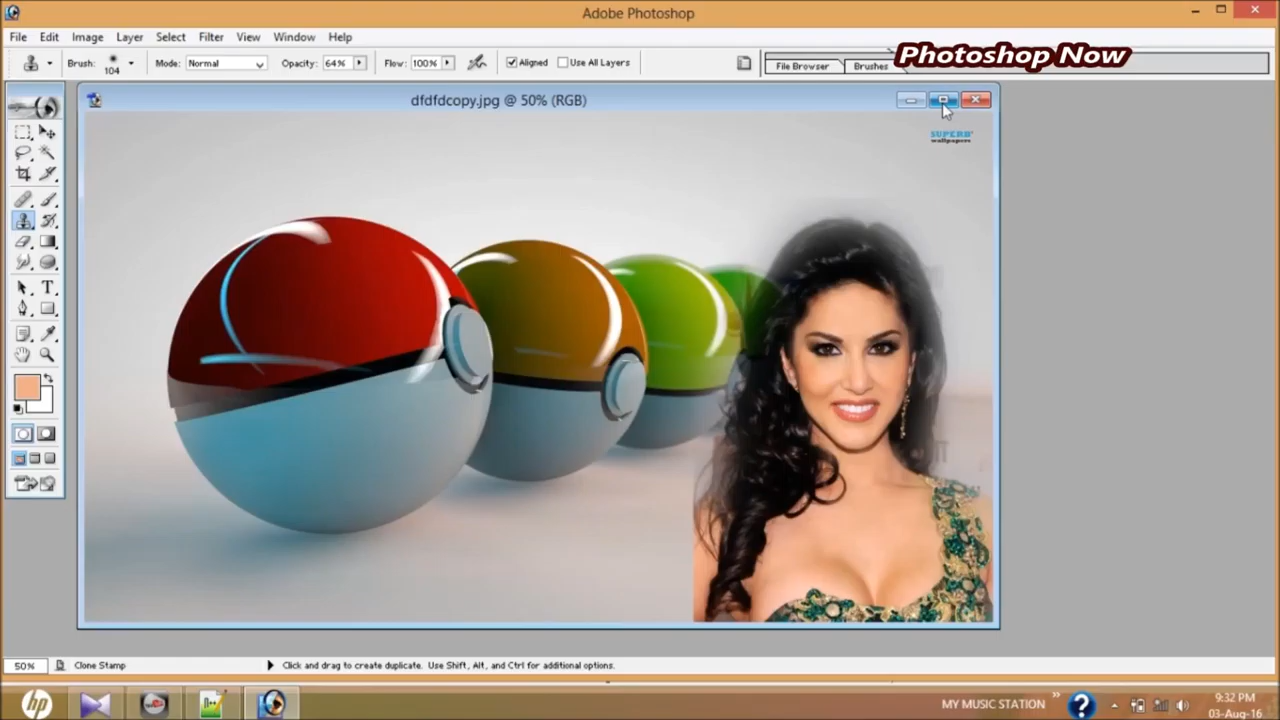 Adobe Photoshop
File Edit Image Layer Select Filter View Window Help
Brush: 104 Mode: Normal Opacity: 64% Flow: 100% Aligned Use All Layers File Browser Brushes
Photoshop Now
dfdfdcopy.jpg @ 50% (RGB)
SUPERB
wallpapers
T
50% Clone Stamp Click and drag to create duplicate. Use Shift, Alt, and Ctrl for additional options.
hp MY MUSIC STATION 9:32 PM
03-Aug-16